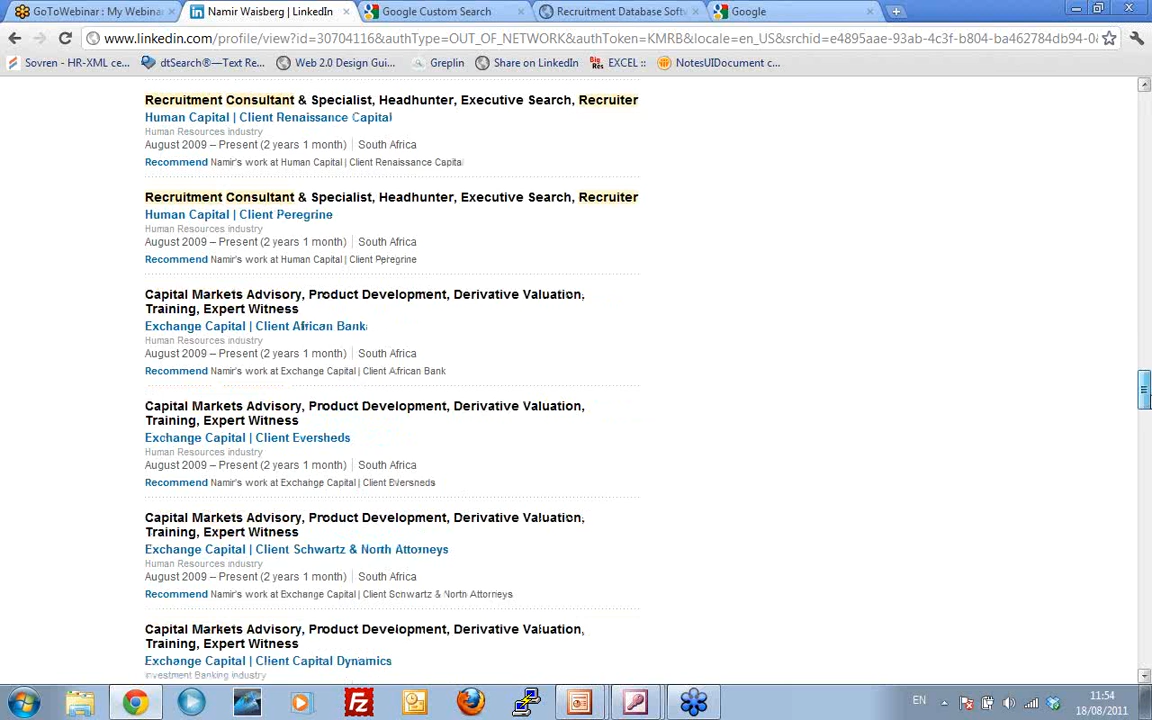 GoToWebinar : My Webinar
Namir Waisberg | LinkedIn
Google Custom Search
Recruitment Database Softw
Google
www.linkedin.com/profile/view?id=30704116&authType=OUT_OF_NETWORK&authToken=KMRB&locale=en_US&srchid=e4895aae-93ab-4c3f-b804-ba462784db94-0
Sovren - HR-XML ce...
dtSearch®—Text Re...
Web 2.0 Design Gui...
Greplin
Share on LinkedIn
EXCEL ::
NotesUIDocument c...
Recruitment Consultant & Specialist, Headhunter, Executive Search, Recruiter
Human Capital | Client Renaissance Capital
Human Resources industry
August 2009 – Present (2 years 1 month) | South Africa
Recommend Namir's work at Human Capital | Client Renaissance Capital
Recruitment Consultant & Specialist, Headhunter, Executive Search, Recruiter
Human Capital | Client Peregrine
Human Resources industry
August 2009 – Present (2 years 1 month) | South Africa
Recommend Namir's work at Human Capital | Client Peregrine
Capital Markets Advisory, Product Development, Derivative Valuation,
Training, Expert Witness
Exchange Capital | Client African Bank
Human Resources industry
August 2009 – Present (2 years 1 month) | South Africa
Recommend Namir's work at Exchange Capital | Client African Bank
Capital Markets Advisory, Product Development, Derivative Valuation,
Training, Expert Witness
Exchange Capital | Client Eversheds
Human Resources industry
August 2009 – Present (2 years 1 month) | South Africa
Recommend Namir's work at Exchange Capital | Client Eversheds
Capital Markets Advisory, Product Development, Derivative Valuation,
Training, Expert Witness
Exchange Capital | Client Schwartz & North Attorneys
Human Resources industry
August 2009 – Present (2 years 1 month) | South Africa
Recommend Namir's work at Exchange Capital | Client Schwartz & North Attorneys
Capital Markets Advisory, Product Development, Derivative Valuation,
Training, Expert Witness
Exchange Capital | Client Capital Dynamics
Investment Banking industry
EN
11:54
18/08/2011